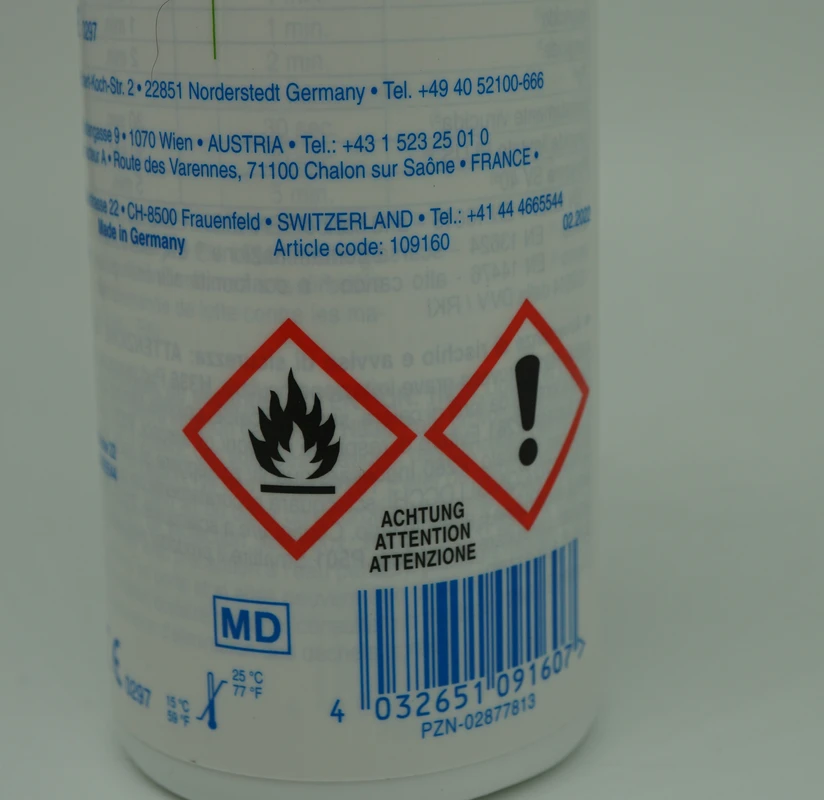 0297
-Koch-Str. 2 • 22851 Norderstedt Germany • Tel. +49 40 52100-666
gasse 9 • 1070 Wien • AUSTRIA • Tel.: +43 1 523 25 01 0
A • Route des Varennes, 71100 Chalon sur Saône • FRANCE •
22 • CH-8500 Frauenfeld • SWITZERLAND • Tel.: +41 44 4665544
Made in Germany
Article code: 109160
ACHTUNG
ATTENTION
ATTENZIONE
MD
0297
15 °C
59 °F
25 °C
77 °F
4 032651 091607 >
PZN-02877813